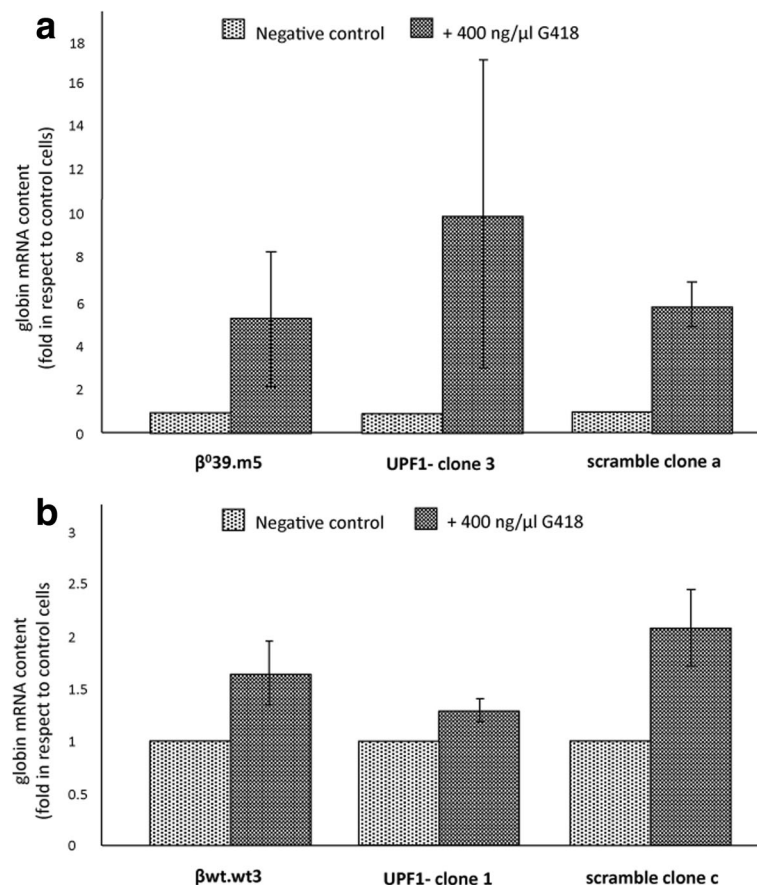 a
Negative control
+ 400 ng/µl G418
globin mRNA content
(fold in respect to control cells)
18
16
14
12
10
8
6
4
2
0
β⁰39.m5
UPF1- clone 3
scramble clone a
b
Negative control
+ 400 ng/µl G418
globin mRNA content
(fold in respect to control cells
3
2.5
2
1.5
1
0.5
0
βwt.wt3
UPF1- clone 1
scramble clone c